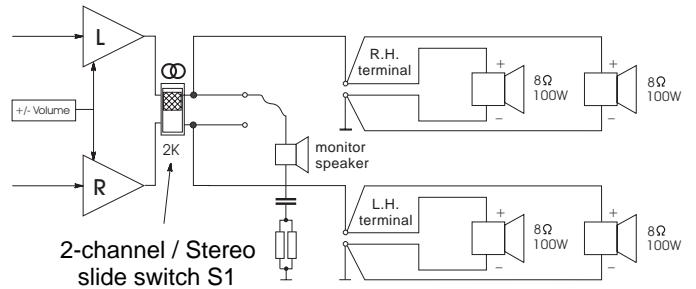 L
R.H.
terminal
+
8Ω
100W
−
+
8Ω
100W
−
+/- Volume
2K
monitor
speaker
R
2-channel / Stereo
slide switch S1
L.H.
terminal
+
8Ω
100W
−
+
8Ω
100W
−